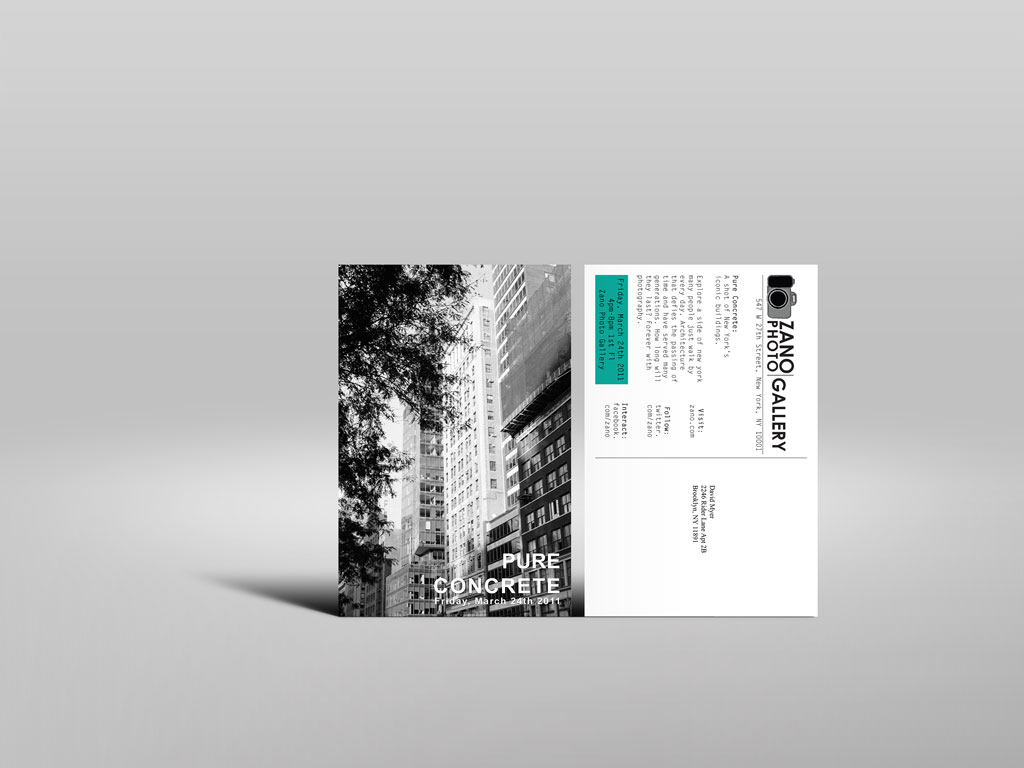 PURE
CONCRETE
Friday, March 24th 2011
ZANO
PHOTO
GALLERY
547 W 27th Street, New York, NY 10001
Pure Concrete:
A shot of New York's
iconic buildings.
Explore a side of new york
many people just walk by
every day. Architecture
that defies the passing of
time and have served many
generations. How long will
they last? Forever with
photography.
Friday, March 24th 2011
4pm-8pm 1st Fl
Zano Photo Gallery
Visit:
zano.com
Follow:
twitter.
com/zano
Interact:
facebook.
com/zano
David Myer
2246 Rider Lane Apt 2B
Brooklyn, NY 11891